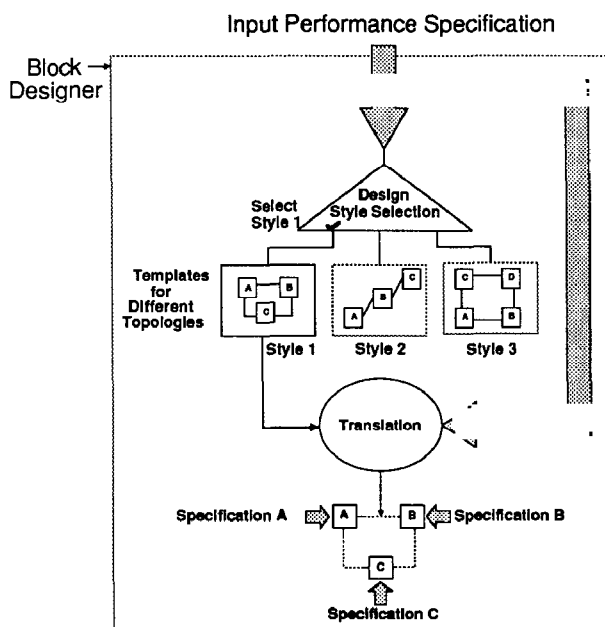 Input Performance Specification
Block
Designer
Design
Style Selection
Select
Style 1
Templates
for
Different
Topologies
A
B
C
Style 1
A
B
C
Style 2
C
D
A
B
Style 3
Translation
Specification A
A
B
Specification B
C
Specification C